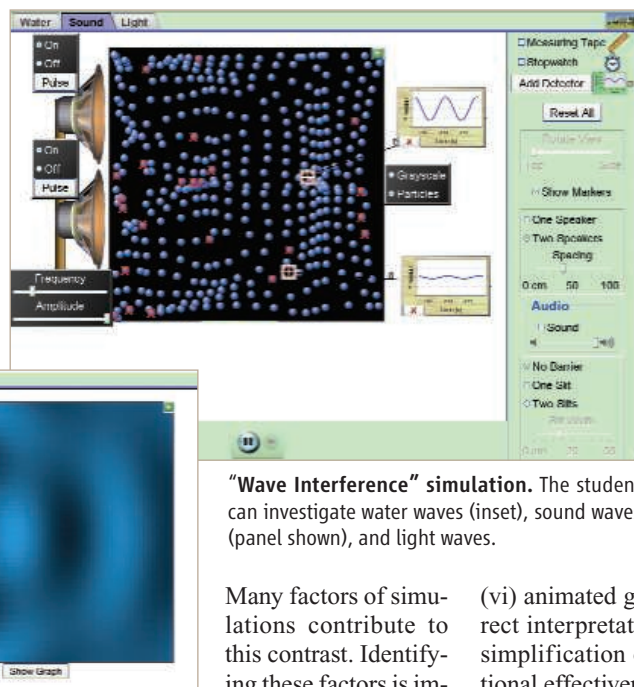 Water Sound Light
On
Off
Pulse
On
Off
Pulse
Frequency
Amplitude
Grayscale
Particles
Measuring Tape
Stopwatch
Add Detector
Reset All
Rotate View
Show Markers
One Speaker
Two Speakers
Spacing
0 cm 50 100
Audio
Sound
No Barrier
One Slit
Two Slits
Show Graph
“Wave Interference” simulation. The studen
can investigate water waves (inset), sound wave
(panel shown), and light waves.
Many factors of simu-
lations contribute to
this contrast. Identify-
ing these factors is im-
(vi) animated g
rect interpretat
simplification
tional effective